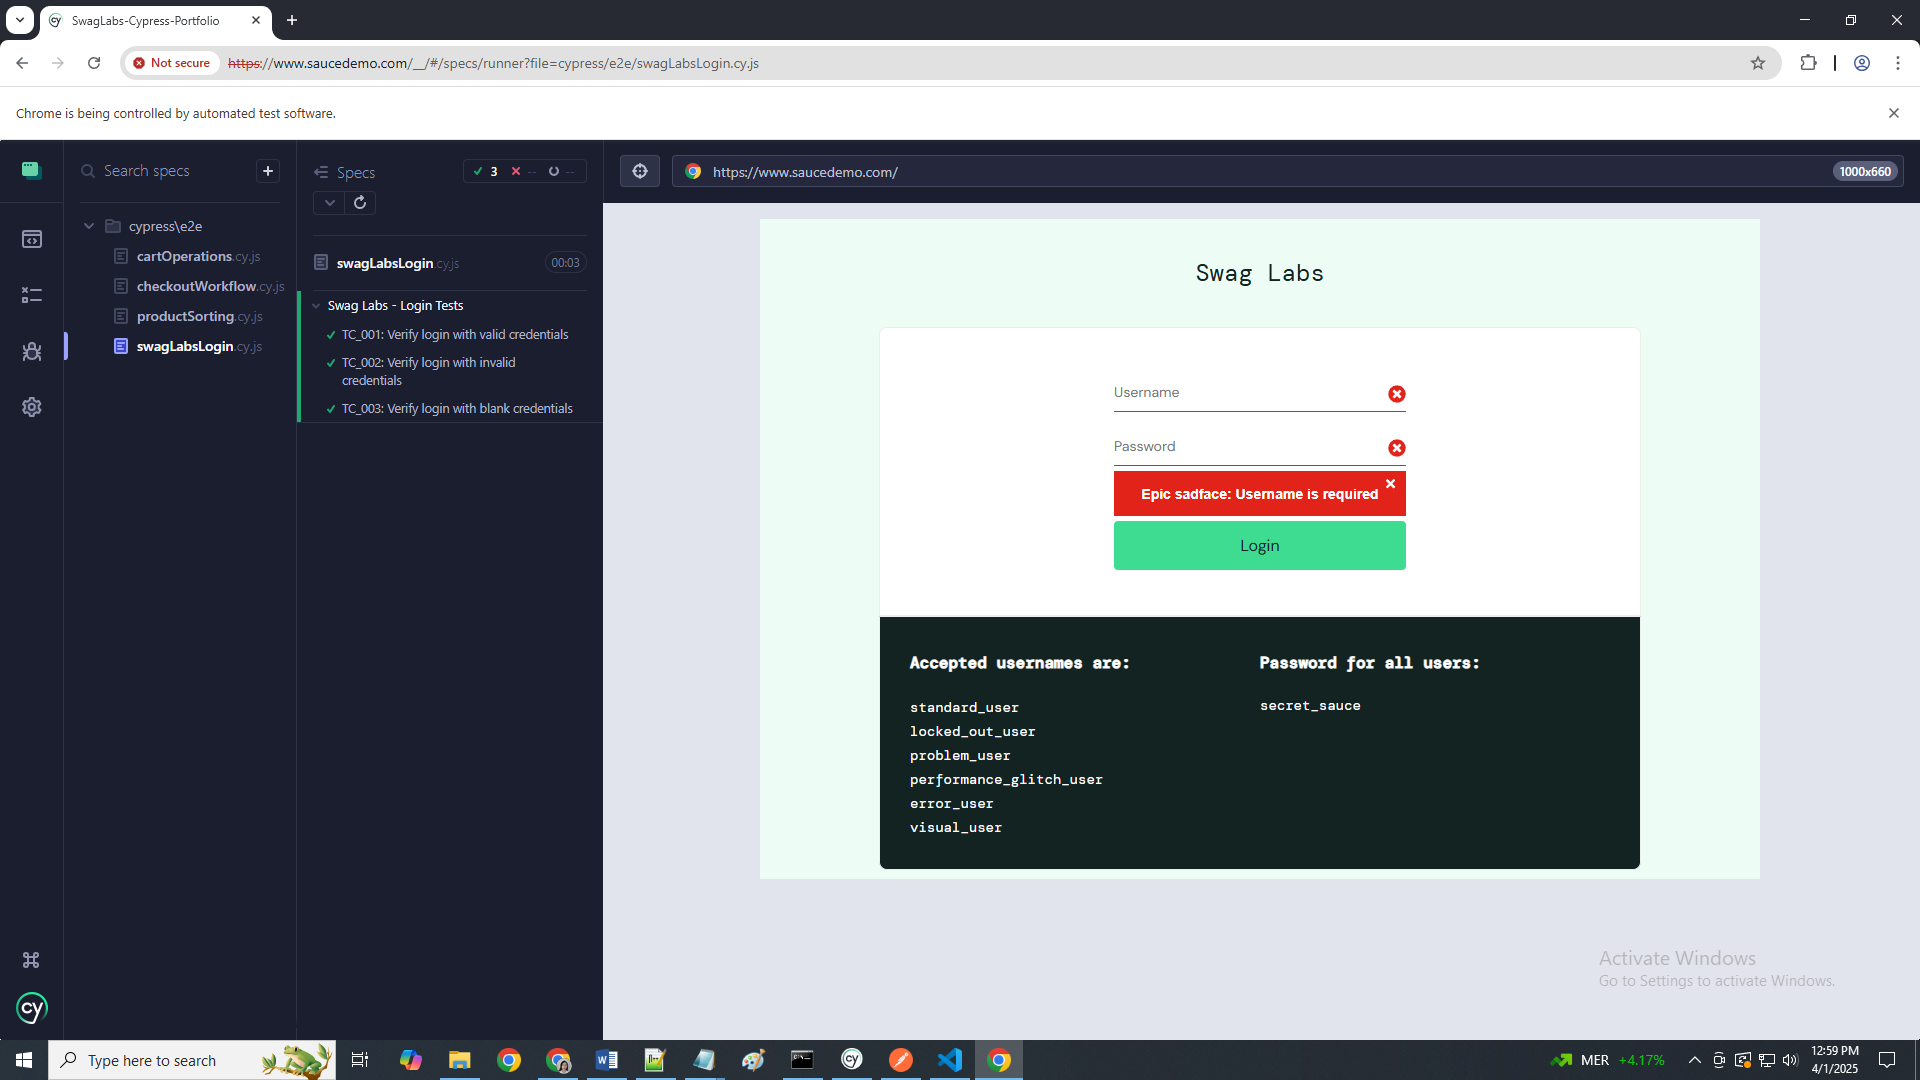 SwagLabs-Cypress-Portfolio
Not secure
https://www.saucedemo.com/__/#/specs/runner?file=cypress/e2e/swagLabsLogin.cy.js
Chrome is being controlled by automated test software.
Search specs
cypress\e2e
cartOperations.cy.js
checkoutWorkflow.cy.js
productSorting.cy.js
swagLabsLogin.cy.js
cy
Specs
3 -- --
swagLabsLogin.cy.js 00:03
Swag Labs - Login Tests
TC_001: Verify login with valid credentials
TC_002: Verify login with invalid
credentials
TC_003: Verify login with blank credentials
https://www.saucedemo.com/
1000x660
Swag Labs
Username
Password
Epic sadface: Username is required
Login
Accepted usernames are:
standard_user
locked_out_user
problem_user
performance_glitch_user
error_user
visual_user
Password for all users:
secret_sauce
Activate Windows
Go to Settings to activate Windows.
Type here to search
MER +4.17%
12:59 PM
4/1/2025